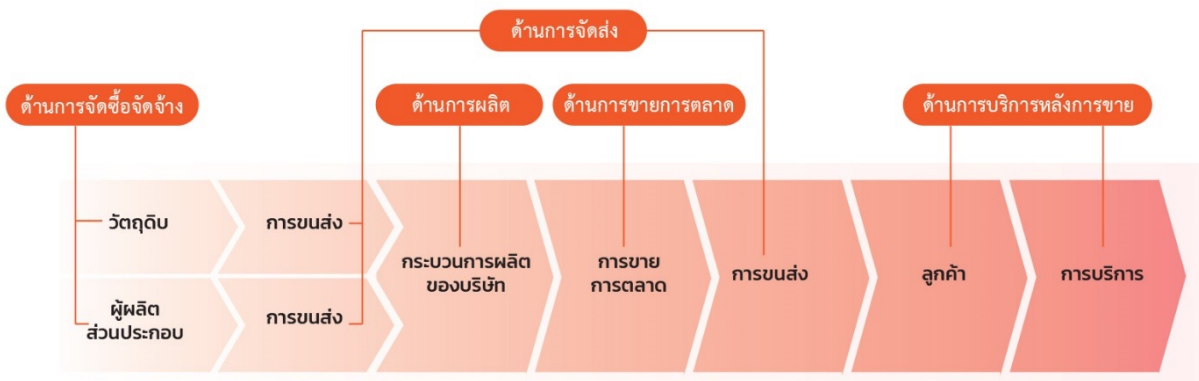 ด้านการจัดส่ง
ด้านการจัดซื้อจัดจ้าง
ด้านการผลิต
ด้านการขายการตลาด
ด้านการบริการหลังการขาย
วัตถุดิบ
การขนส่ง
กระบวนการผลิต
ของบริษัท
การขาย
การตลาด
การขนส่ง
ลูกค้า
การบริการ
ผู้ผลิต
ส่วนประกอบ
การขนส่ง